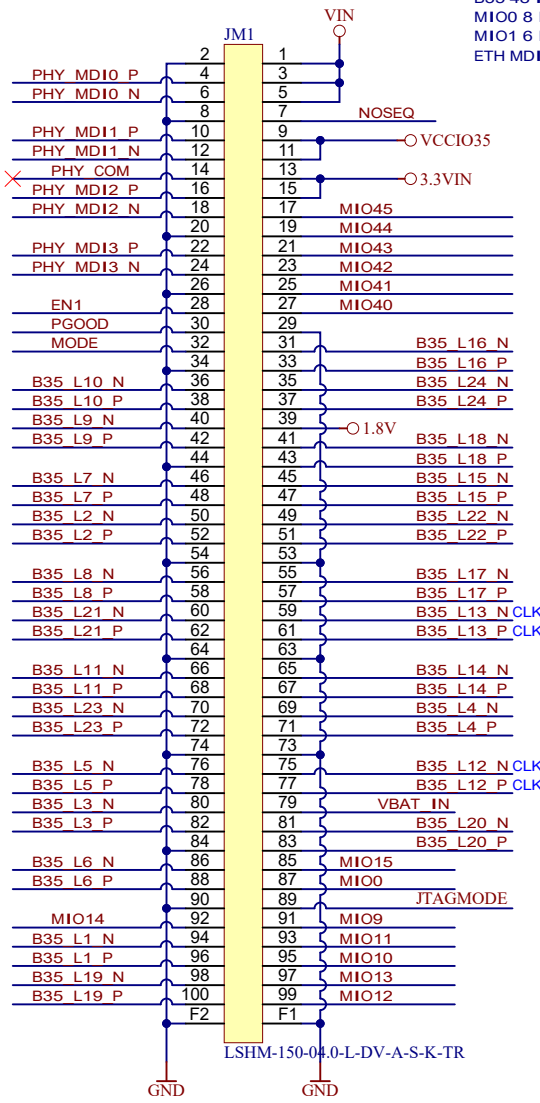 B35 48
MIO0 8
MIO1 6
ETH MDI
VIN
JM1
2 1
PHY_MDI0_P 4 3
PHY_MDI0_N 6 5
8 7 NOSEQ
PHY_MDI1_P 10 9 VCCIO35
PHY_MDI1_N 12 11
PHY_COM 14 13 3.3VIN
PHY_MDI2_P 16 15
PHY_MDI2_N 18 17 MIO45
20 19 MIO44
PHY_MDI3_P 22 21 MIO43
PHY_MDI3_N 24 23 MIO42
26 25 MIO41
EN1 28 27 MIO40
PGOOD 30 29
MODE 32 31 B35_L16_N
34 33 B35_L16_P
B35_L10_N 36 35 B35_L24_N
B35_L10_P 38 37 B35_L24_P
B35_L9_N 40 39 1.8V
B35_L9_P 42 41 B35_L18_N
44 43 B35_L18_P
B35_L7_N 46 45 B35_L15_N
B35_L7_P 48 47 B35_L15_P
B35_L2_N 50 49 B35_L22_N
B35_L2_P 52 51 B35_L22_P
54 53
B35_L8_N 56 55 B35_L17_N
B35_L8_P 58 57 B35_L17_P
B35_L21_N 60 59 B35_L13_N CLK
B35_L21_P 62 61 B35_L13_P CLK
64 63
B35_L11_N 66 65 B35_L14_N
B35_L11_P 68 67 B35_L14_P
B35_L23_N 70 69 B35_L4_N
B35_L23_P 72 71 B35_L4_P
74 73
B35_L5_N 76 75 B35_L12_N CLK
B35_L5_P 78 77 B35_L12_P CLK
B35_L3_N 80 79 VBAT_IN
B35_L3_P 82 81 B35_L20_N
84 83 B35_L20_P
B35_L6_N 86 85 MIO15
B35_L6_P 88 87 MIO0
90 89 JTAGMODE
MIO14 92 91 MIO9
B35_L1_N 94 93 MIO11
B35_L1_P 96 95 MIO10
B35_L19_N 98 97 MIO13
B35_L19_P 100 99 MIO12
F2 F1
LSHM-150-04.0-L-DV-A-S-K-TR
GND GND